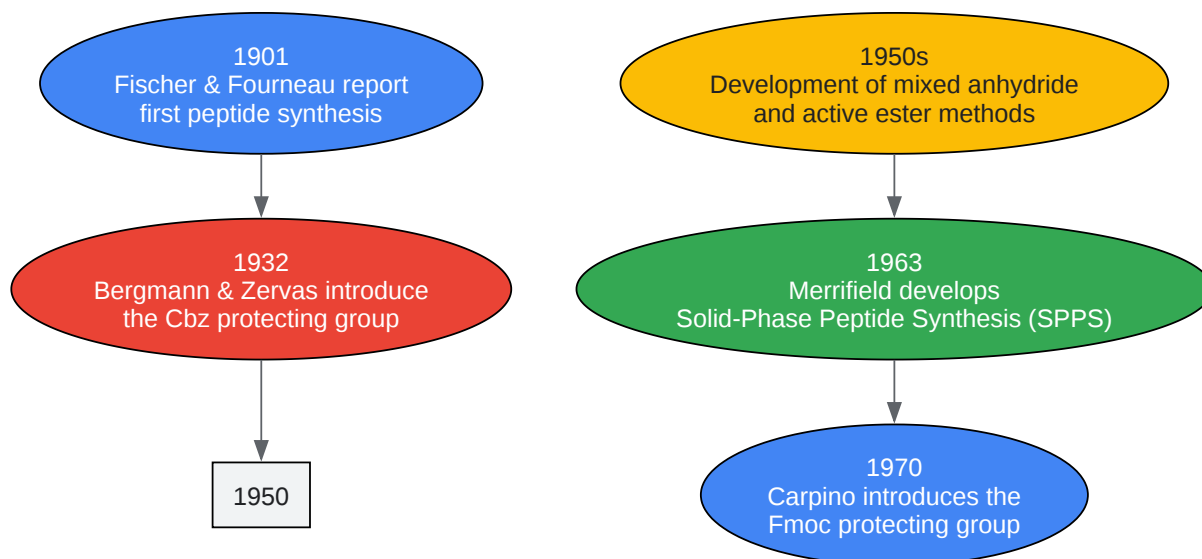 1901
Fischer & Fourneau report
first peptide synthesis
1932
Bergmann & Zervas introduce
the Cbz protecting group
1950
1950s
Development of mixed anhydride
and active ester methods
1963
Merrifield develops
Solid-Phase Peptide Synthesis (SPPS)
1970
Carpino introduces the
Fmoc protecting group